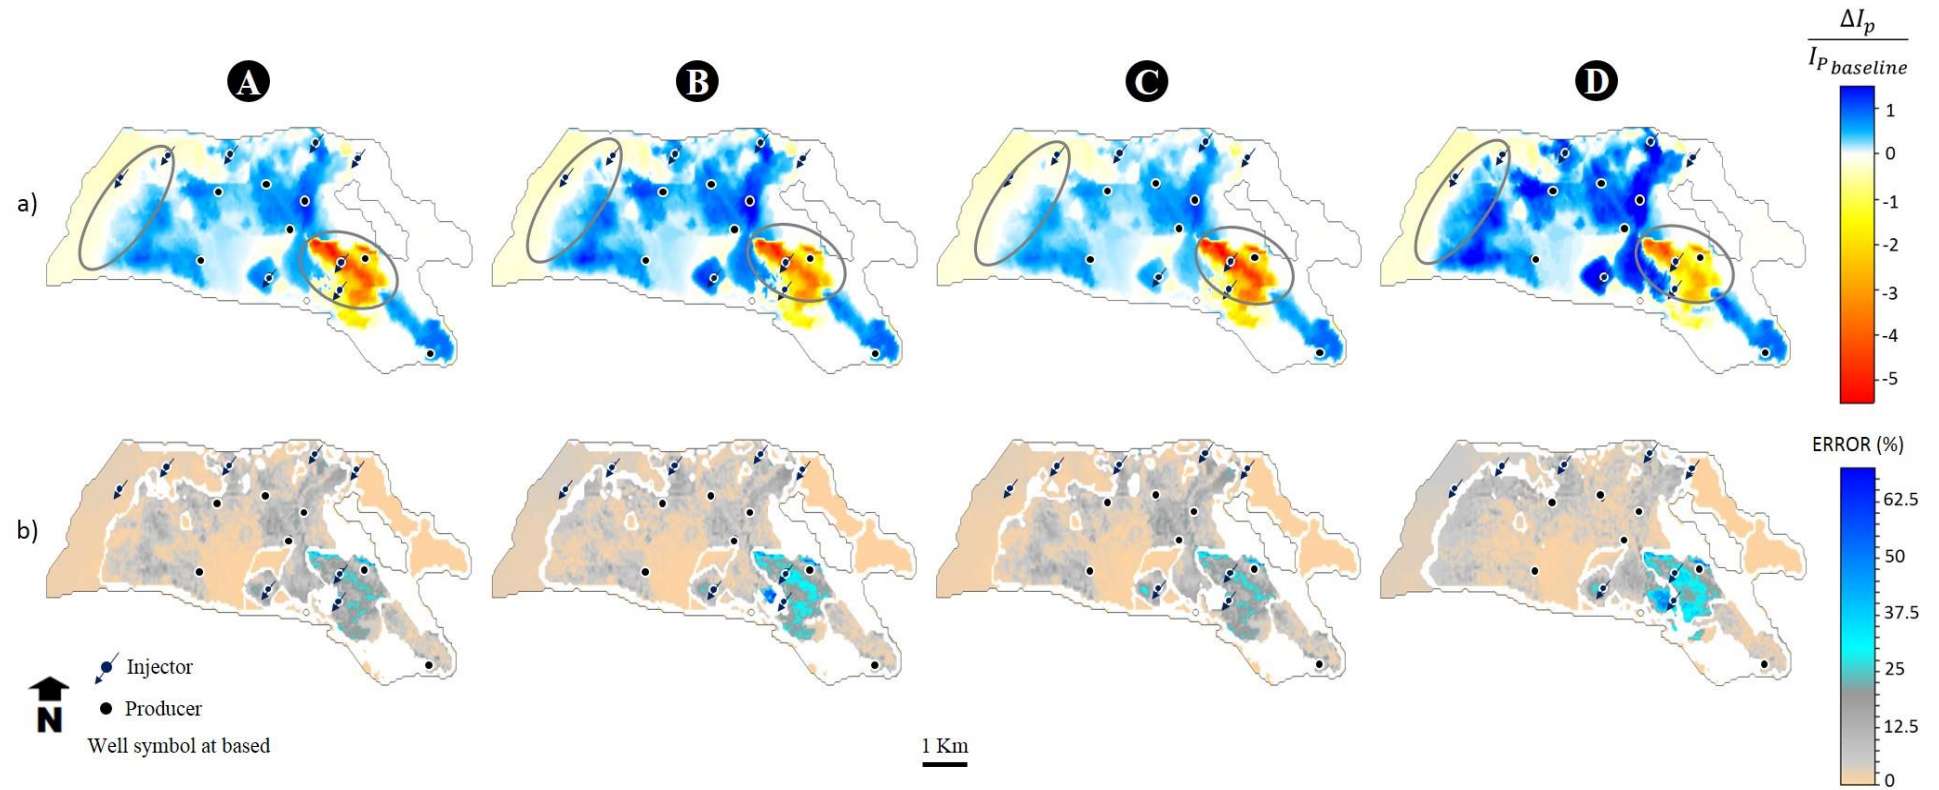 ΔIp
IP baseline
A B C D
a)
1
0
-1
-2
-3
-4
-5
ERROR (%)
b)
62.5
50
37.5
25
12.5
0
Injector
Producer
N
Well symbol at based
1 Km